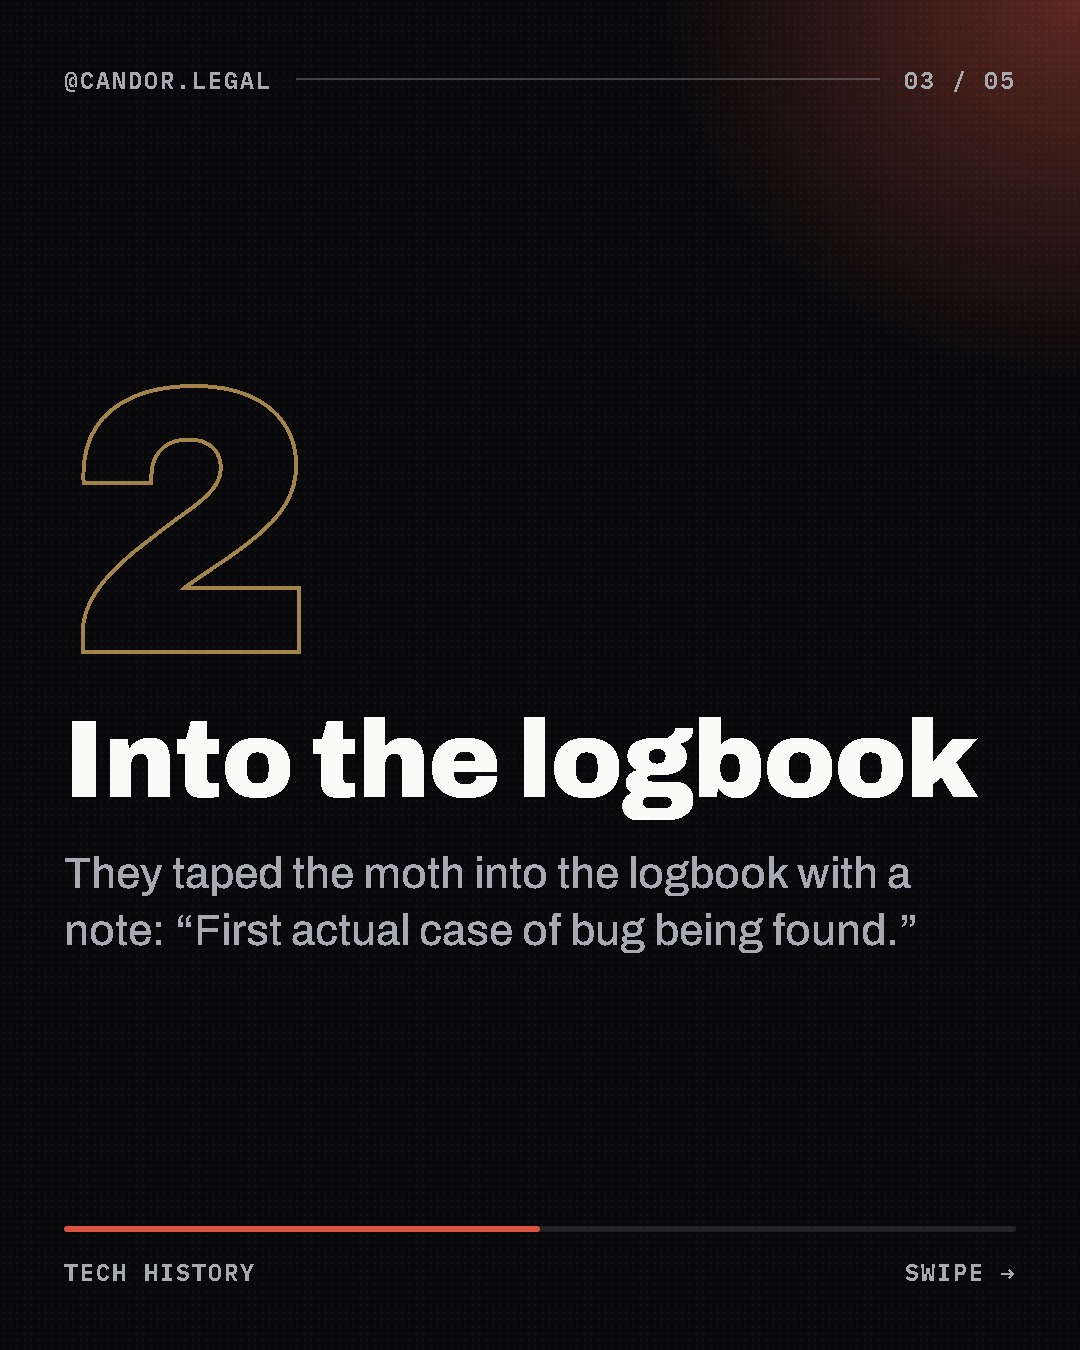 @CANDOR.LEGAL
03 / 05
2
Into the logbook
They taped the moth into the logbook with a
note: “First actual case of bug being found.”
TECH HISTORY
SWIPE →